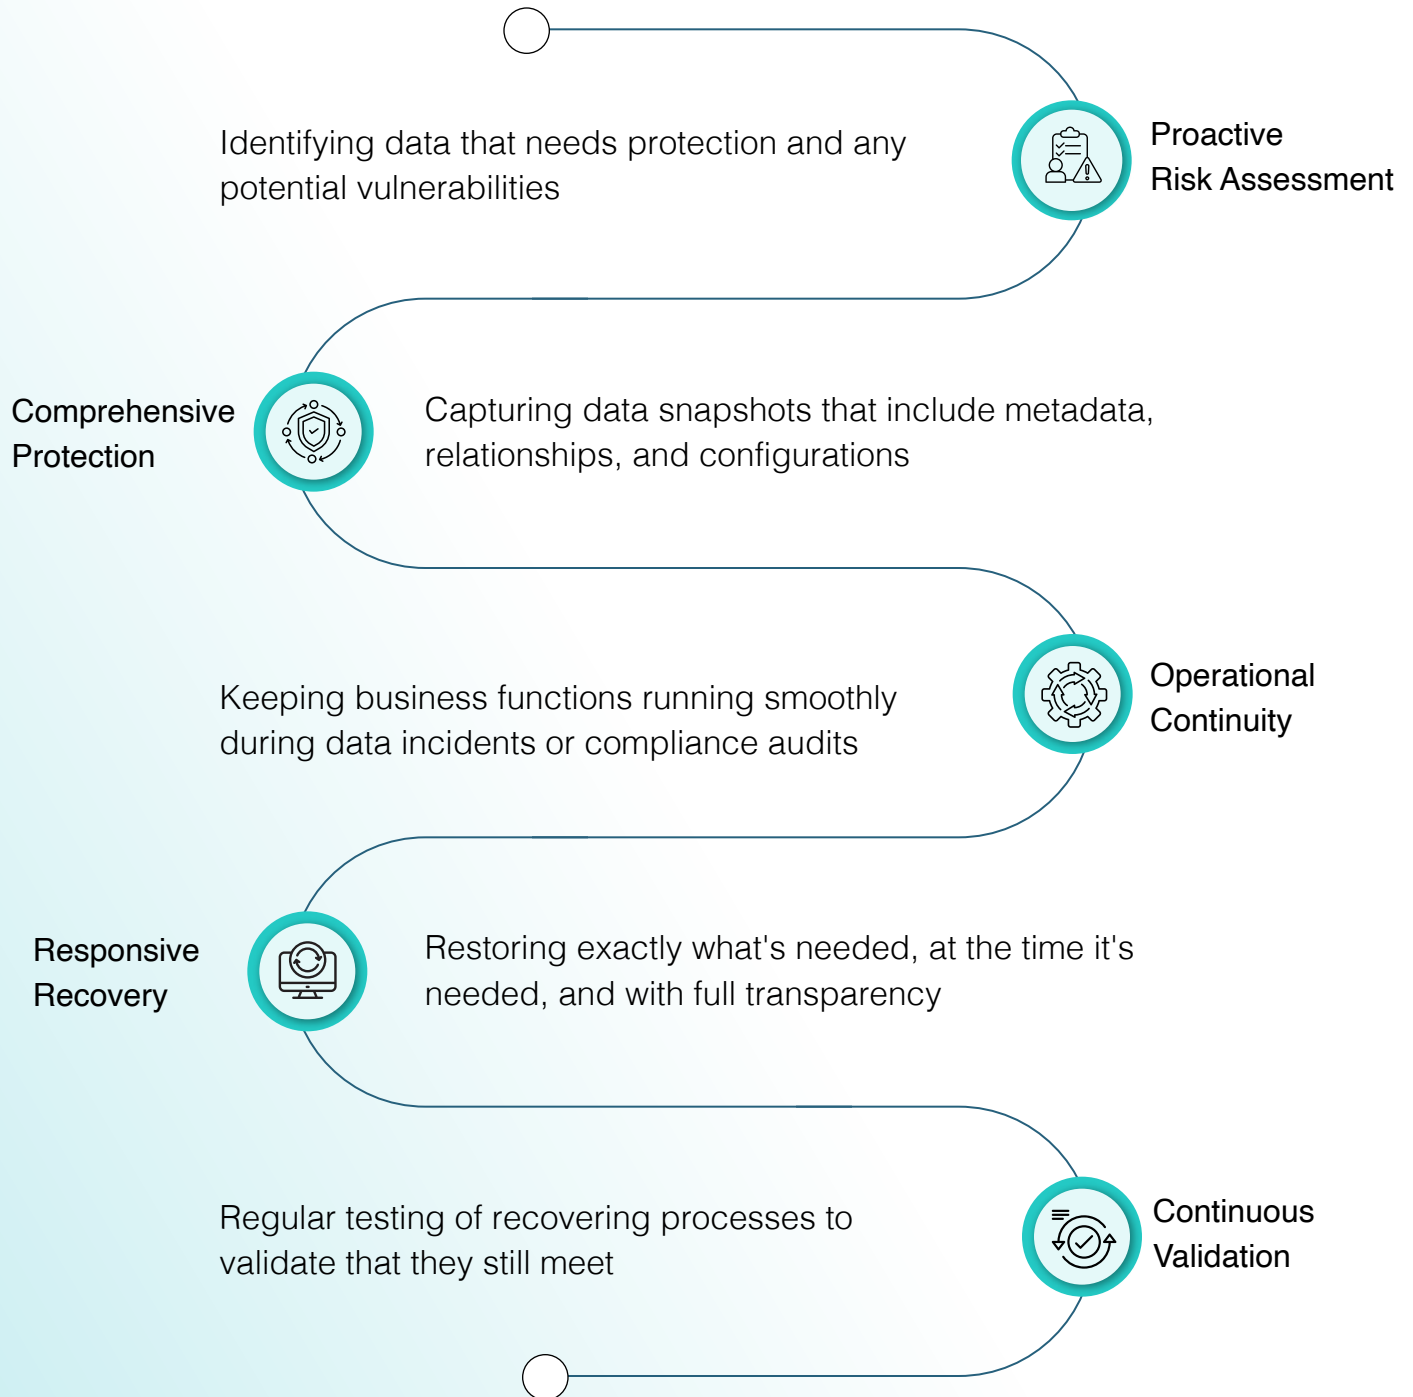 Proactive
Risk Assessment
Identifying data that needs protection and any
potential vulnerabilities
Comprehensive
Protection
Capturing data snapshots that include metadata,
relationships, and configurations
Operational
Continuity
Keeping business functions running smoothly
during data incidents or compliance audits
Responsive
Recovery
Restoring exactly what's needed, at the time it's
needed, and with full transparency
Continuous
Validation
Regular testing of recovering processes to
validate that they still meet